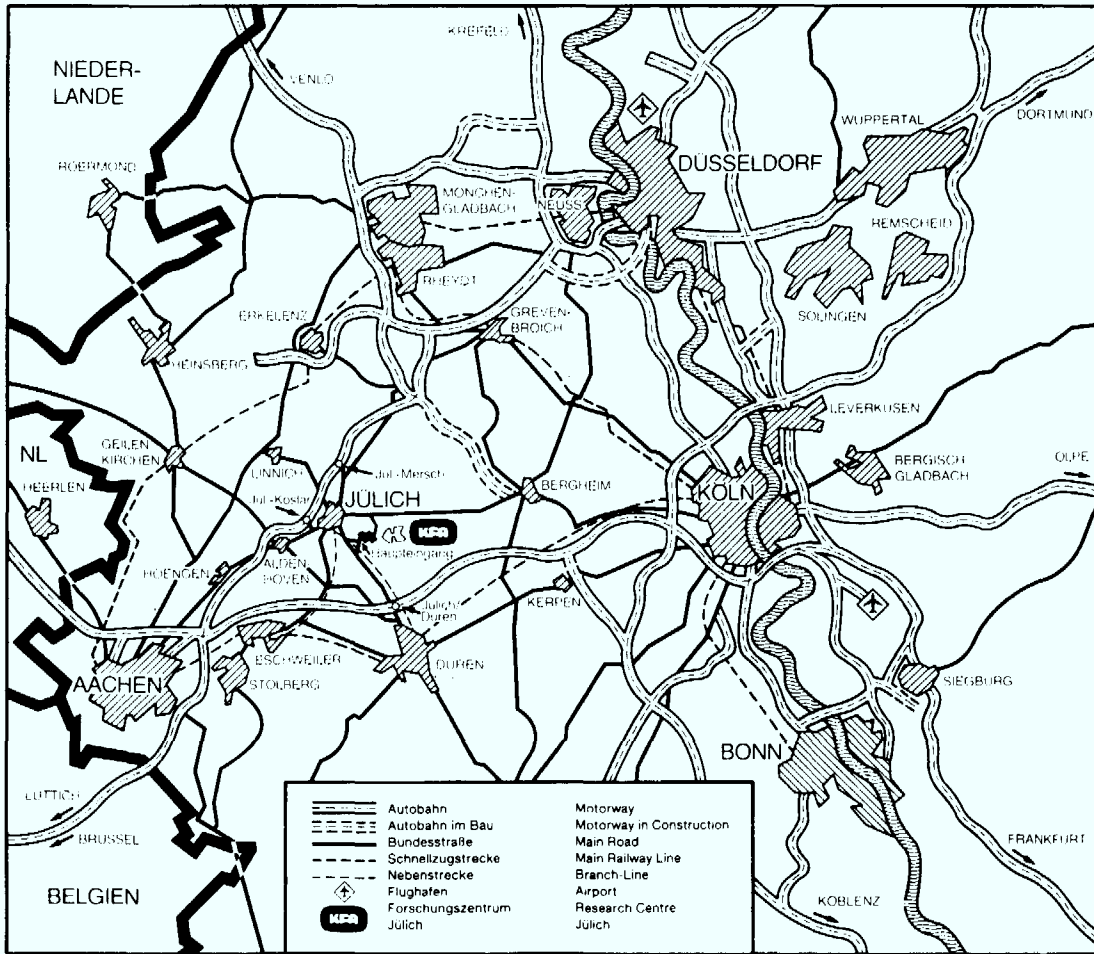 KREFELD
NIEDER-
LANDE
VENLO
DORTMUND
WUPPERTAL
DÜSSELDORF
ROERMOND
MÖNCHEN-
GLADBACH
NEUSS
REMSCHEID
RHEYDT
SOLINGEN
ERKELENZ
GREVEN-
BROICH
HEINSBERG
LEVERKUSEN
GEILEN
KIRCHEN
NL
HEERLEN
LINNICH
Jül.-Mersch
BERGHEIM
KÖLN
BERGISCH
GLADBACH
OLPE
Jül.-Koslar
JÜLICH
KFA
Haupteingang
ALDEN-
HOVEN
HOENGEN
KERPEN
Jülich/
Düren
ESCHWEILER
DÜREN
AACHEN
STOLBERG
SIEGBURG
BONN
LÜTTICH
BRÜSSEL
FRANKFURT
BELGIEN
KOBLENZ
Autobahn Motorway
Autobahn im Bau Motorway in Construction
Bundesstraße Main Road
Schnellzugstrecke Main Railway Line
Nebenstrecke Branch-Line
Flughafen Airport
KFA Forschungszentrum Research Centre
Jülich Jülich